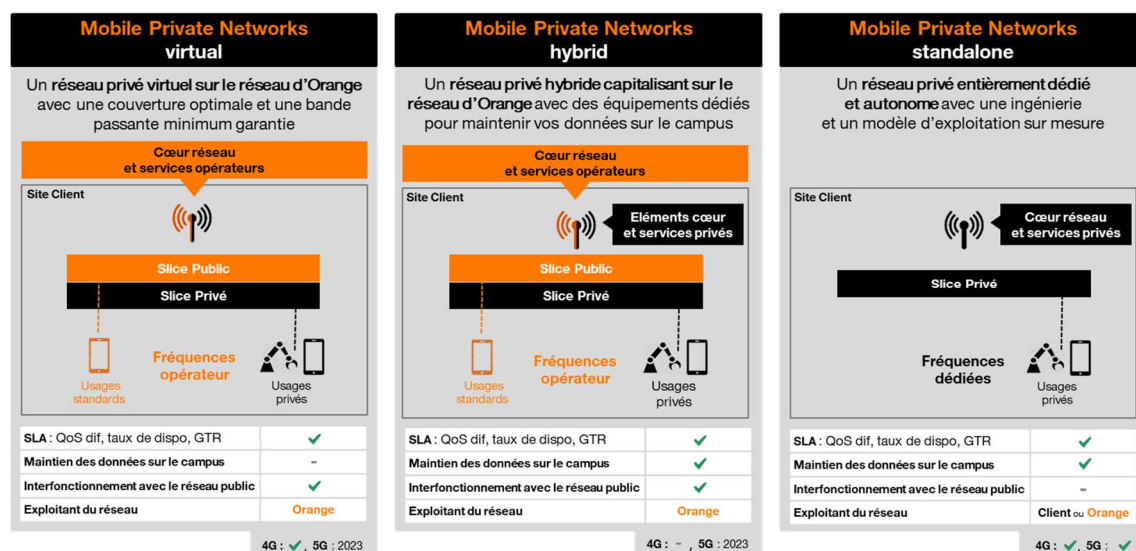 Mobile Private Networks
virtual
Un réseau privé virtuel sur le réseau d'Orange
avec une couverture optimale et une bande
passante minimum garantie
Cœur réseau
et services opérateurs
Site Client
Slice Public
Slice Privé
Fréquences
opérateur
Usages
standards
Usages
privés
SLA : QoS dif, taux de dispo, GTR ✓
Maintien des données sur le campus -
Interfonctionnement avec le réseau public ✓
Exploitant du réseau Orange
4G : ✓, 5G : 2023
Mobile Private Networks
hybrid
Un réseau privé hybride capitalisant sur le
réseau d'Orange avec des équipements dédiés
pour maintenir vos données sur le campus
Cœur réseau
et services opérateurs
Site Client
Eléments cœur
et services privés
Slice Public
Slice Privé
Fréquences
opérateur
Usages
standards
Usages
privés
SLA : QoS dif, taux de dispo, GTR ✓
Maintien des données sur le campus ✓
Interfonctionnement avec le réseau public ✓
Exploitant du réseau Orange
4G : - , 5G : 2023
Mobile Private Networks
standalone
Un réseau privé entièrement dédié
et autonome avec une ingénierie
et un modèle d'exploitation sur mesure
Site Client
Cœur réseau
et services privés
Slice Privé
Fréquences
dédiées
Usages
privés
SLA : QoS dif, taux de dispo, GTR ✓
Maintien des données sur le campus ✓
Interfonctionnement avec le réseau public -
Exploitant du réseau Client ou Orange
4G : ✓, 5G : ✓